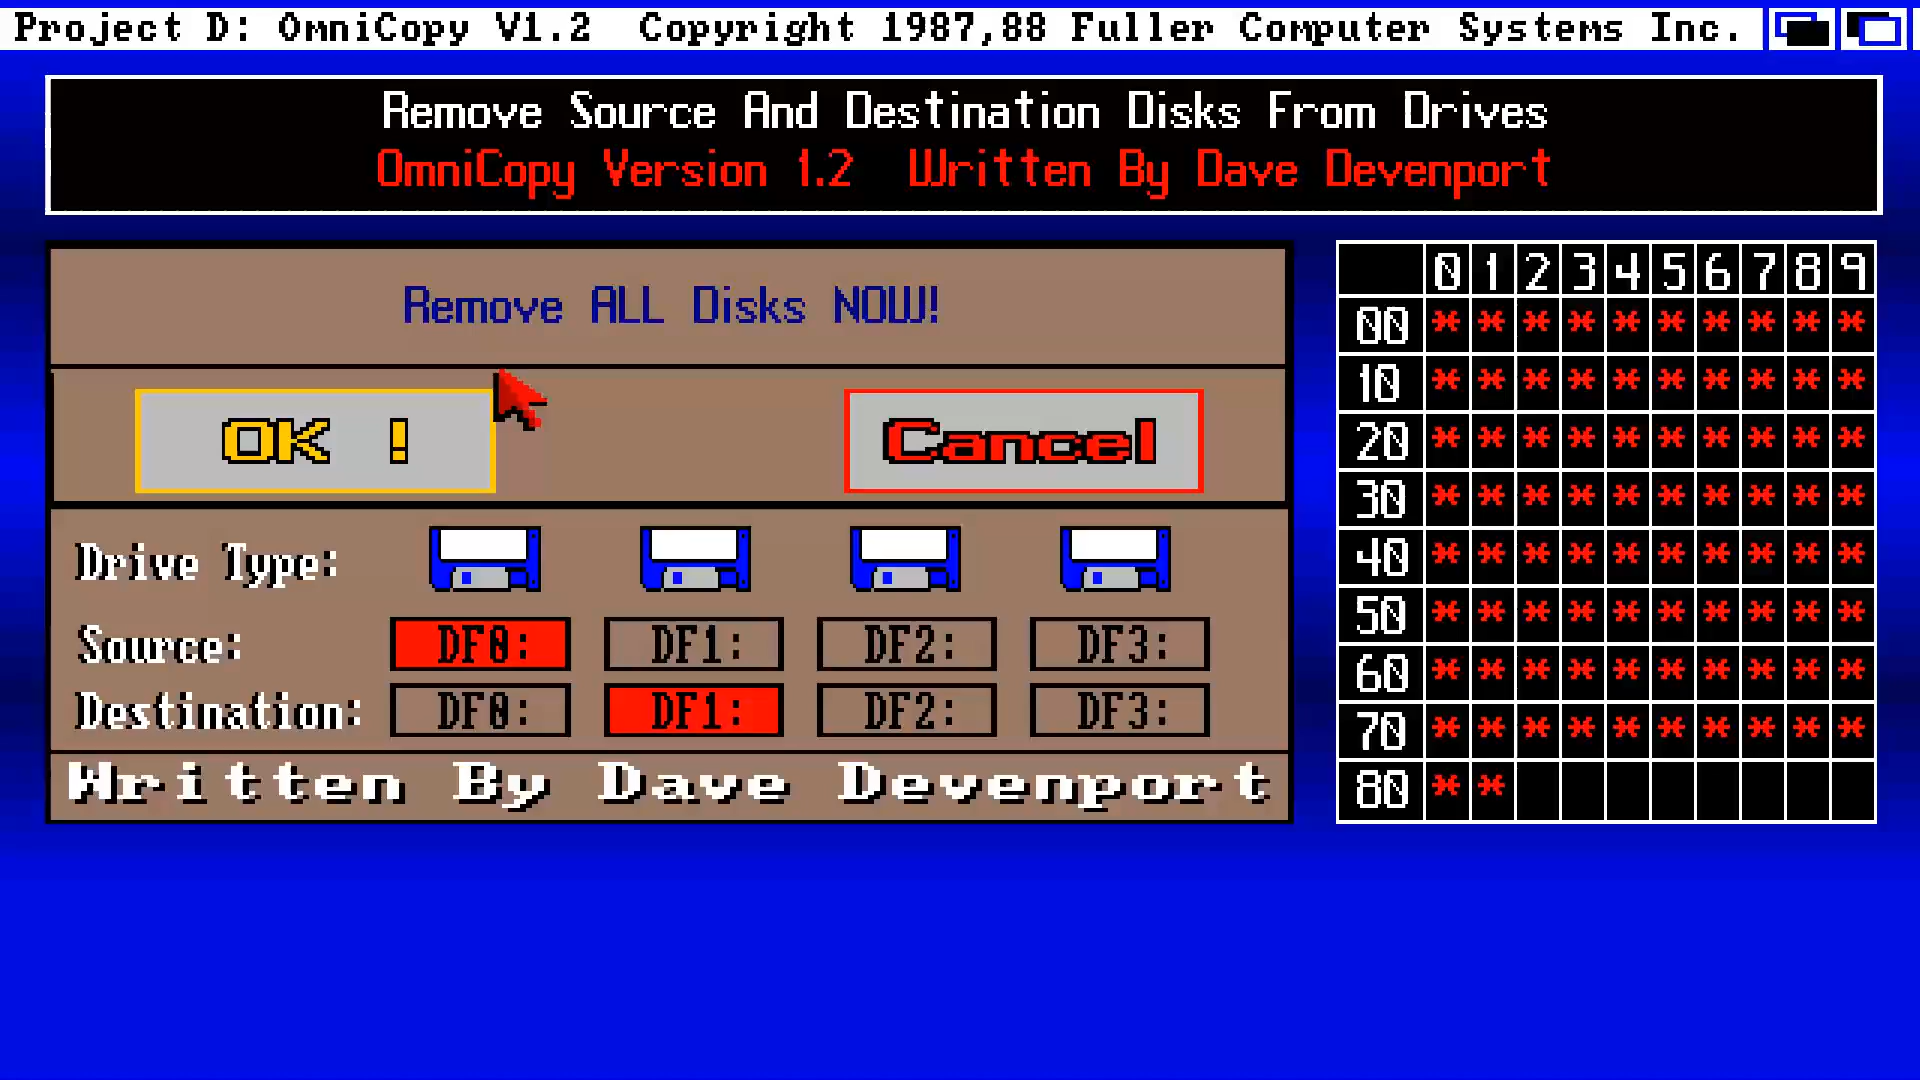 Project D: OmniCopy V1.2  Copyright 1987,88 Fuller Computer Systems Inc.
Remove Source And Destination Disks From Drives
OmniCopy Version 1.2  Written By Dave Devenport
Remove ALL Disks NOW!
OK !
Cancel
Drive Type:
Source: DF0: DF1: DF2: DF3:
Destination: DF0: DF1: DF2: DF3:
Written By Dave Devenport
0 1 2 3 4 5 6 7 8 9
00 * * * * * * * * * *
10 * * * * * * * * * *
20 * * * * * * * * * *
30 * * * * * * * * * *
40 * * * * * * * * * *
50 * * * * * * * * * *
60 * * * * * * * * * *
70 * * * * * * * * * *
80 * *